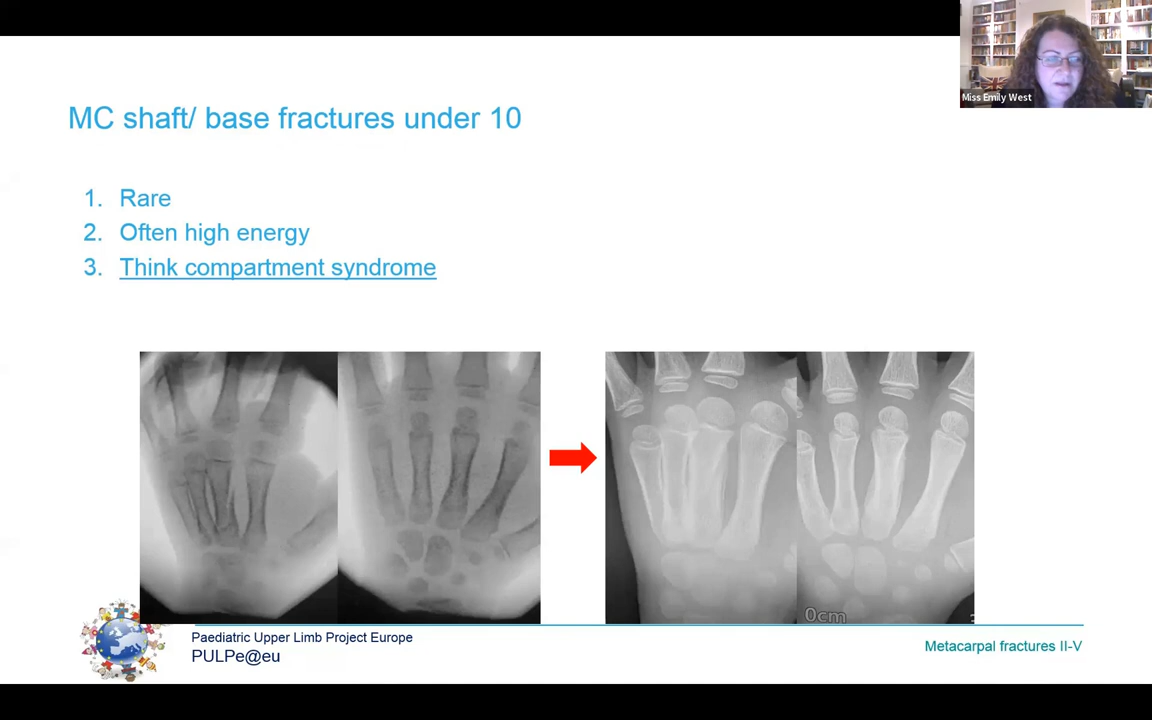 Miss Emily West
MC shaft/ base fractures under 10
1. Rare
2. Often high energy
3. Think compartment syndrome
0cm
Paediatric Upper Limb Project Europe
PULPe@eu
Metacarpal fractures II-V